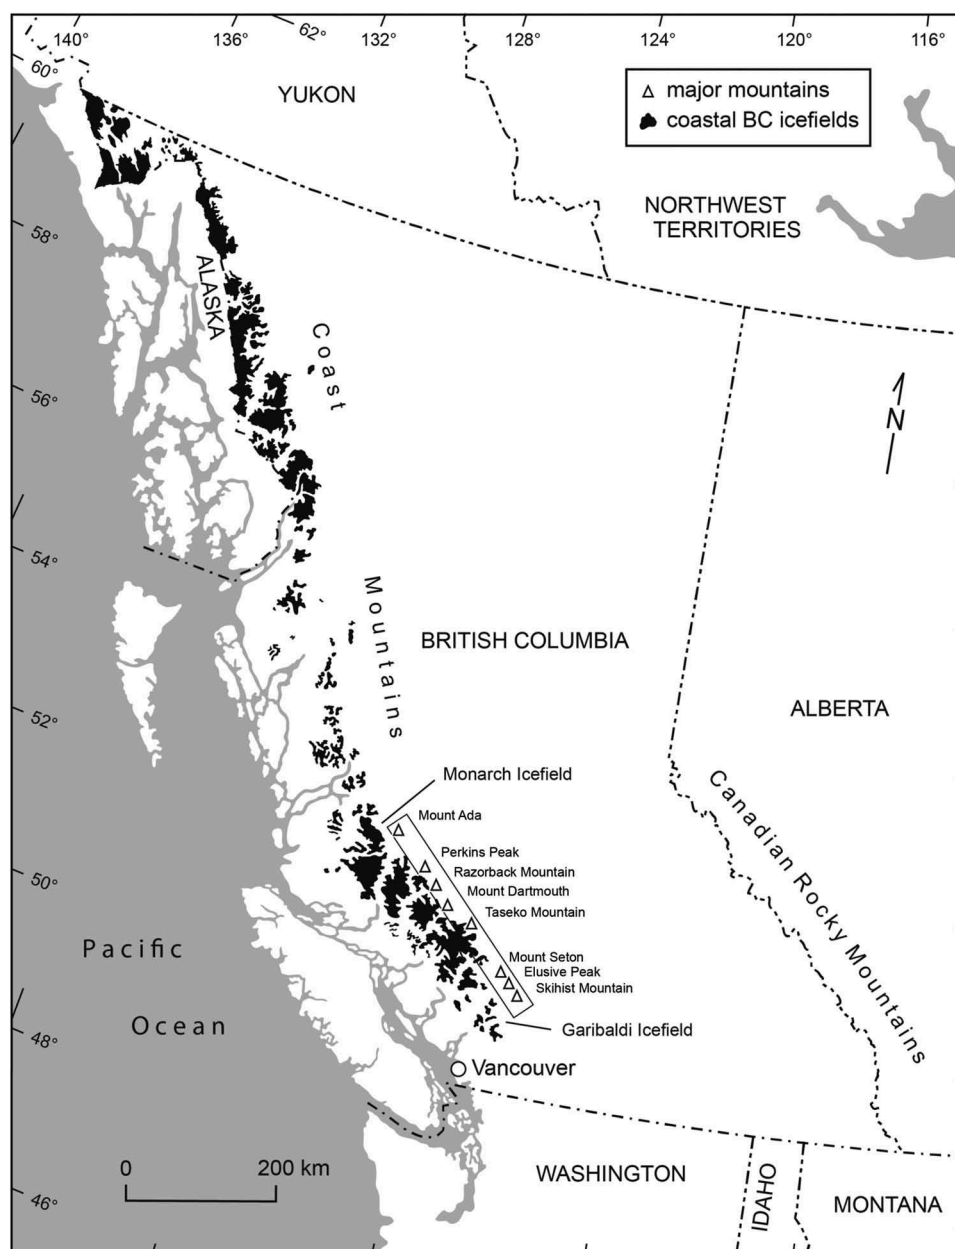 140°
136°
62°
132°
128°
124°
120°
116°
60°
YUKON
major mountains
coastal BC icefields
NORTHWEST
TERRITORIES
58°
ALASKA
Coast
56°
N
54°
Mountains
BRITISH COLUMBIA
52°
ALBERTA
Monarch Icefield
Canadian Rocky Mountains
Mount Ada
Perkins Peak
Razorback Mountain
50°
Mount Dartmouth
Taseko Mountain
Pacific
Mount Seton
Elusive Peak
Skihist Mountain
Ocean
Garibaldi Icefield
48°
Vancouver
0 200 km
WASHINGTON
IDAHO
MONTANA
46°